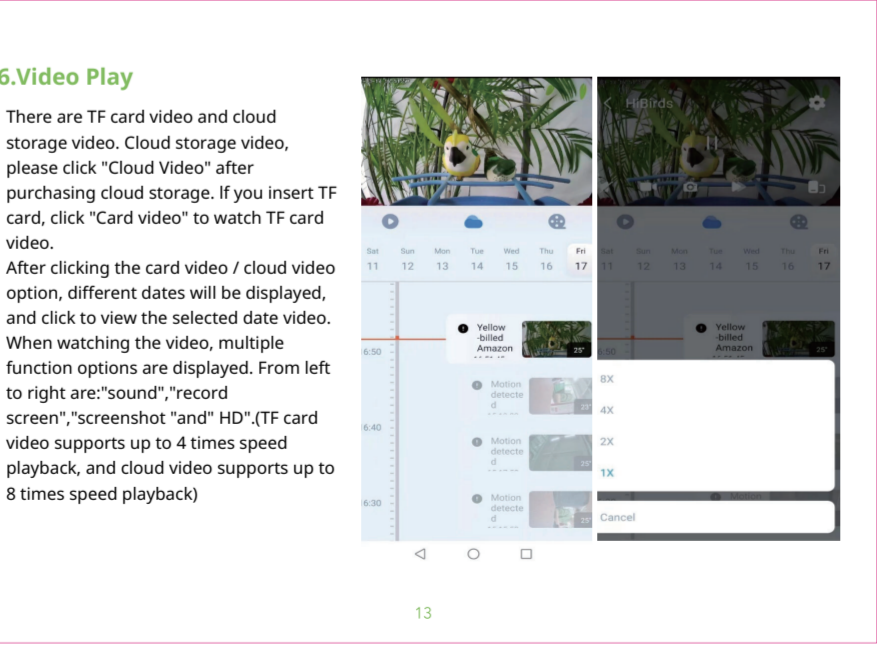 6.Video Play
There are TF card video and cloud
storage video. Cloud storage video,
please click "Cloud Video" after
purchasing cloud storage. lf you insert TF
card, click "Card video" to watch TF card
video.
After clicking the card video / cloud video
option, different dates will be displayed,
and click to view the selected date video.
When watching the video, multiple
function options are displayed. From left
to right are:"sound","record
screen","screenshot "and" HD".(TF card
video supports up to 4 times speed
playback, and cloud video supports up to
8 times speed playback)
Sat Sun Mon Tue Wed Thu Fri
11 12 13 14 15 16 17
Yellow
-billed
Amazon
6:50
25"
Motion
detecte
d
23"
6:40
Motion
detecte
d
25"
6:30
Motion
detecte
d
25"
HiBirds
Sat Sun Mon Tue Wed Thu Fri
11 12 13 14 15 16 17
Yellow
-billed
Amazon
:50
25"
8X
4X
2X
1X
Motion
Cancel
13